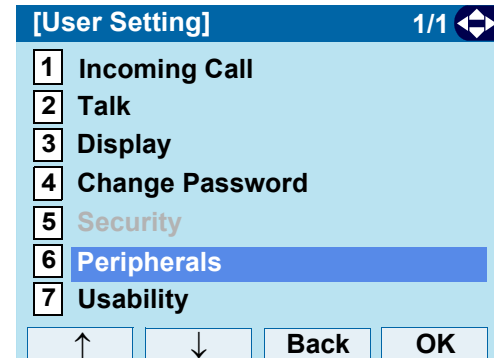 [User Setting] 1/1
1 Incoming Call
2 Talk
3 Display
4 Change Password
5 Security
6 Peripherals
7 Usability
↑ ↓ Back OK